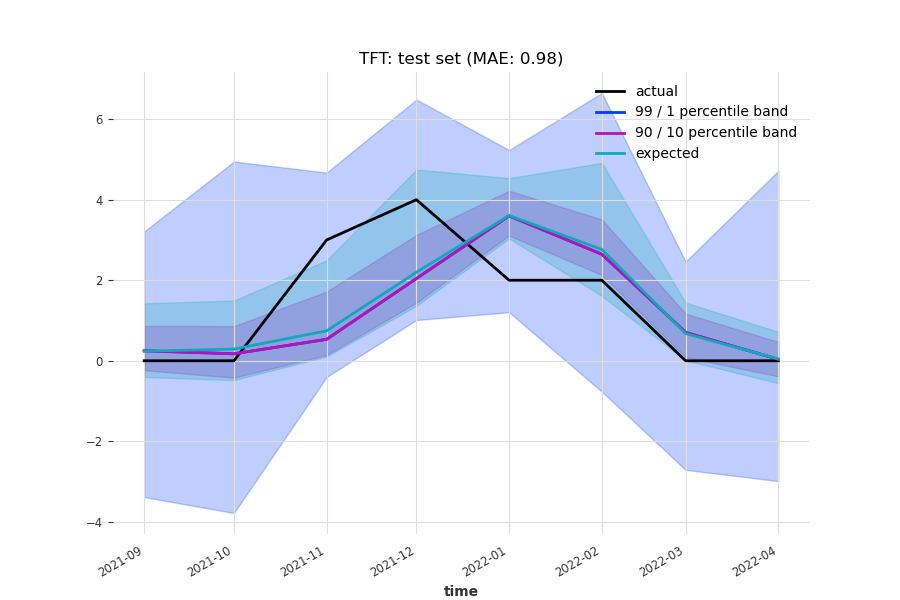 TFT: test set (MAE: 0.98)
actual
99 / 1 percentile band
90 / 10 percentile band
expected
6
4
2
0
−2
−4
2021-09
2021-10
2021-11
2021-12
2022-01
2022-02
2022-03
2022-04
time